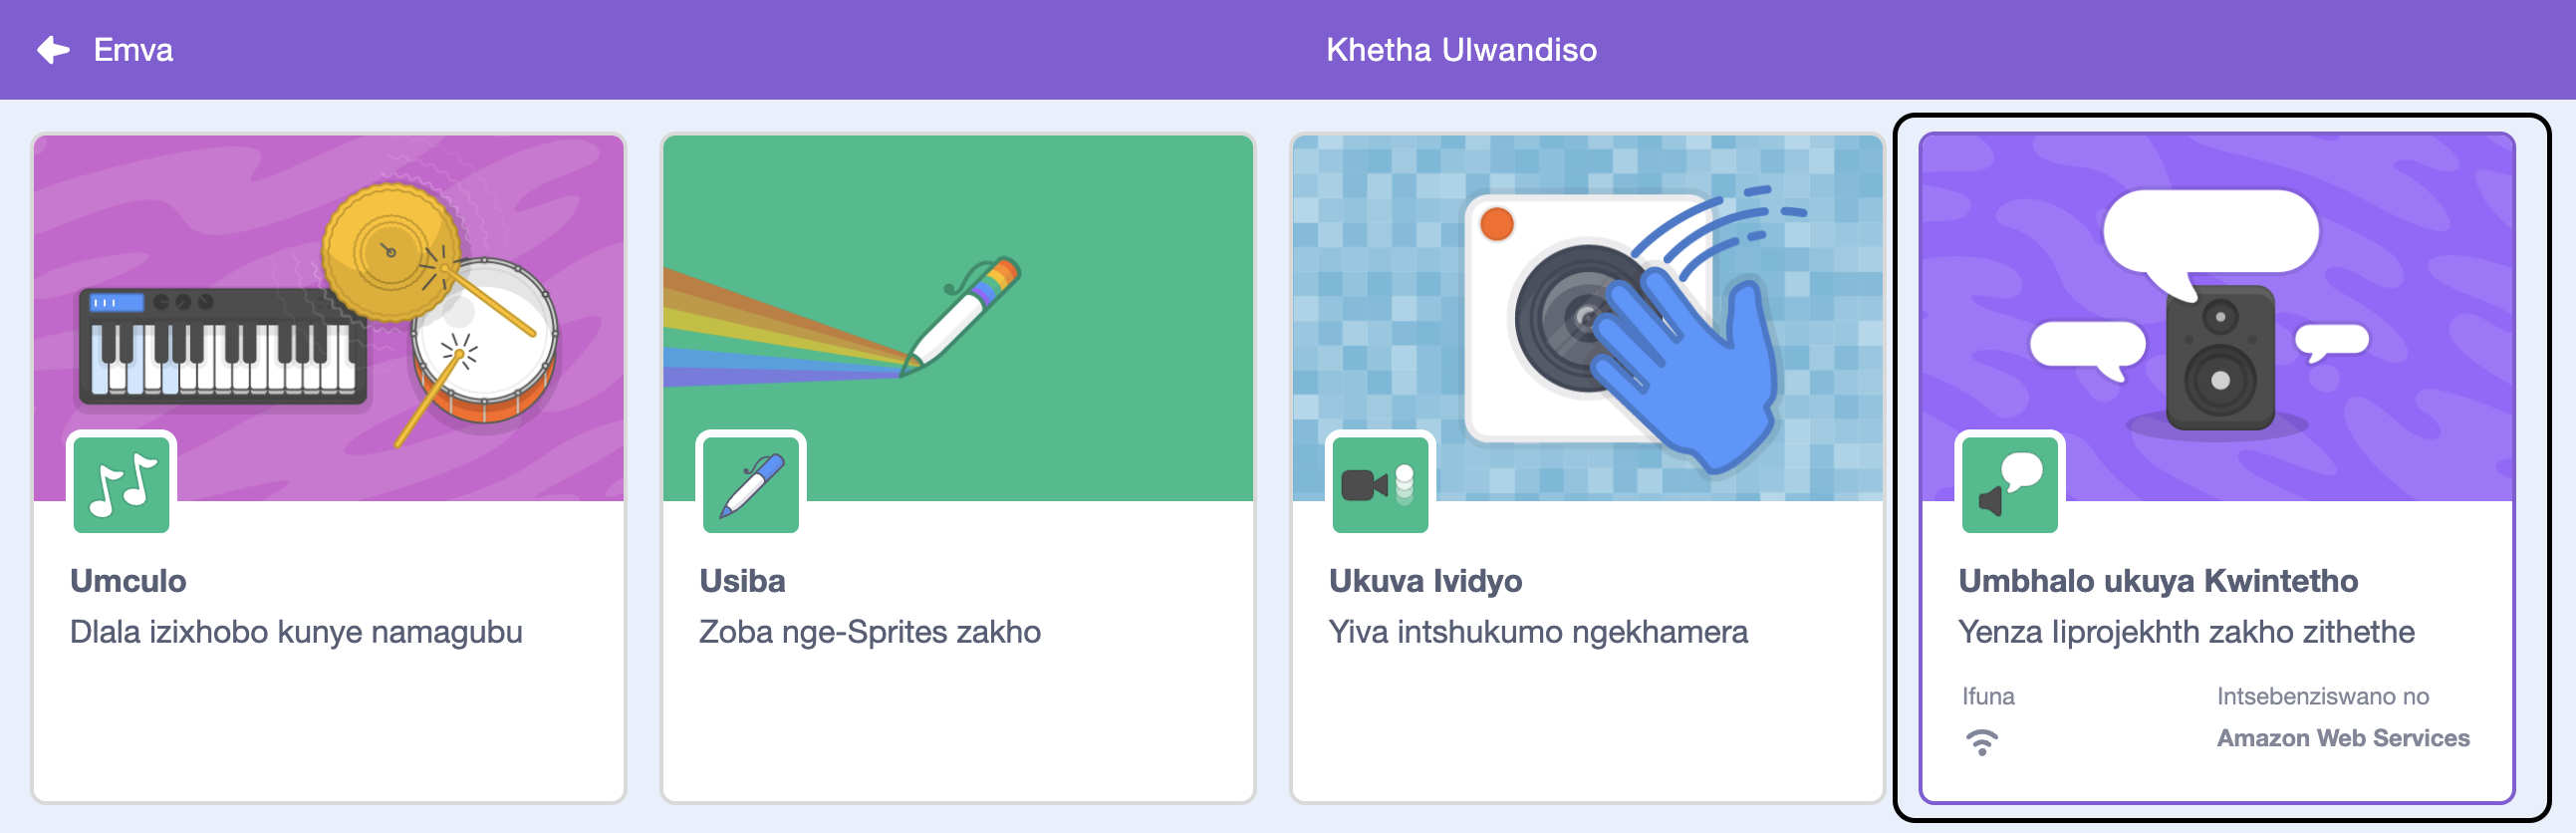 Emva
Khetha Ulwandiso
Umculo
Dlala izixhobo kunye namagubu
Usiba
Zoba nge-Sprites zakho
Ukuva Ividyo
Yiva intshukumo ngekhamera
Umbhalo ukuya Kwintetho
Yenza Iiprojekhth zakho zithethe
Ifuna
Intsebenziswano no
Amazon Web Services